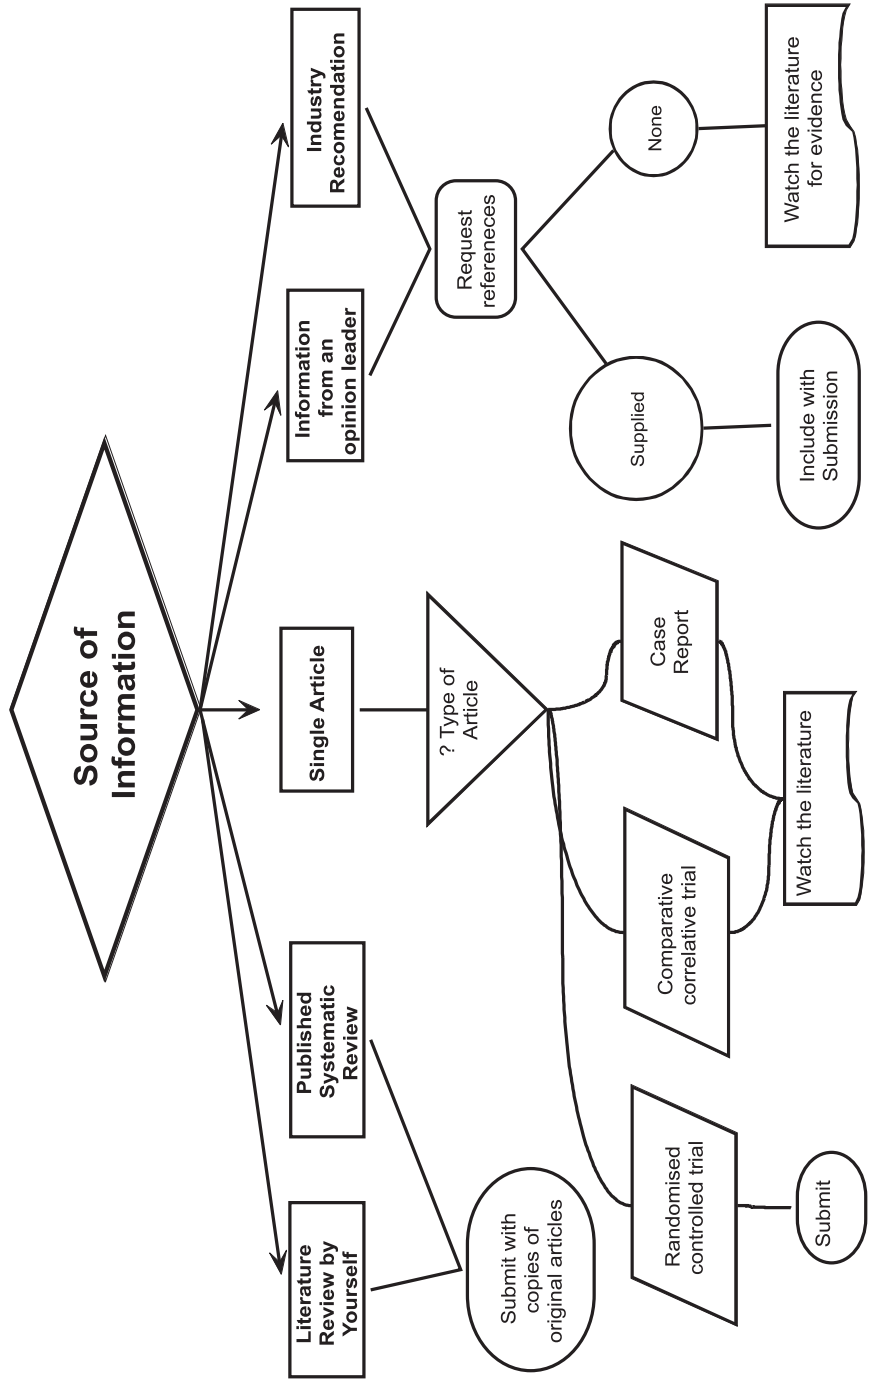 Source of
Information
Literature
Review by
Yourself
Published
Systematic
Review
Single Article
Information
from an
opinion leader
Industry
Recomendation
Submit with
copies of
original articles
? Type of
Article
Request
refereneces
Randomised
controlled trial
Comparative
correlative trial
Case
Report
Supplied
None
Submit
Watch the literature
Include with
Submission
Watch the literature
for evidence